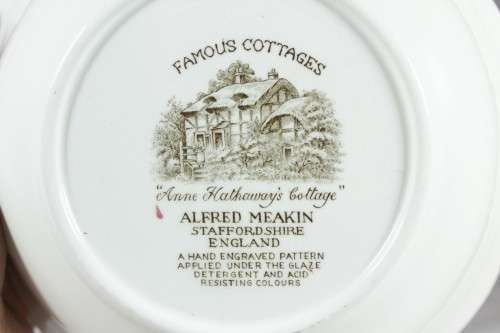 FAMOUS COTTAGES
"Anne Hathaway's Cottage"
ALFRED MEAKIN
STAFFORDSHIRE
ENGLAND
A HAND ENGRAVED PATTERN
APPLIED UNDER THE GLAZE
DETERGENT AND ACID
RESISTING COLOURS